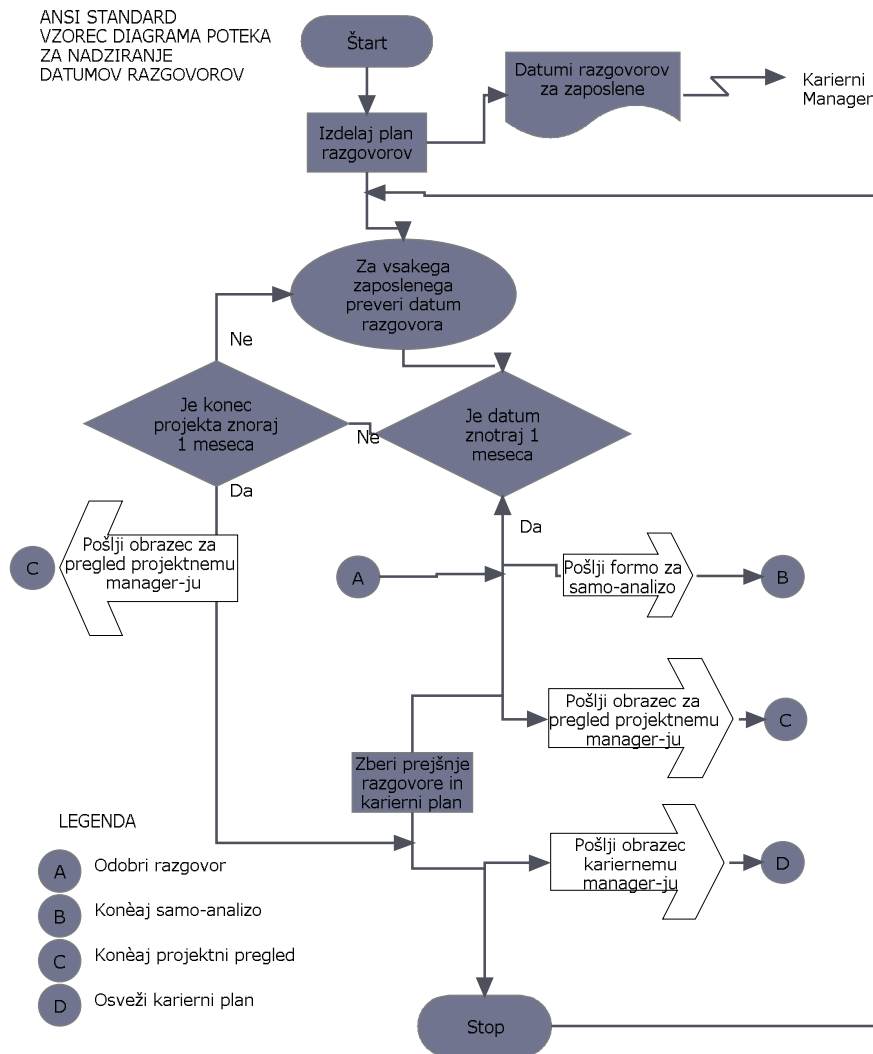 ANSI STANDARD
VZOREC DIAGRAMA POTEKA
ZA NADZIRANJE
DATUMOV RAZGOVOROV
Štart
Datumi razgovorov
za zaposlene
Karierni
Manager
Izdelaj plan
razgovorov
Za vsakega
zaposlenega
preveri datum
razgovora
Ne
Je konec
projekta znoraj
1 meseca
Ne
Je datum
znotraj 1
meseca
Da
Da
C
Pošlji obrazec za
pregled projektnemu
manager-ju
A
Pošlji formo za
samo-analizo
B
Pošlji obrazec za
pregled projektnemu
manager-ju
C
Zberi prejšnje
razgovore in
karierni plan
Pošlji obrazec
kariernemu
manager-ju
D
LEGENDA
A Odobri razgovor
B Konèaj samo-analizo
C Konèaj projektni pregled
D Osveži karierni plan
Stop